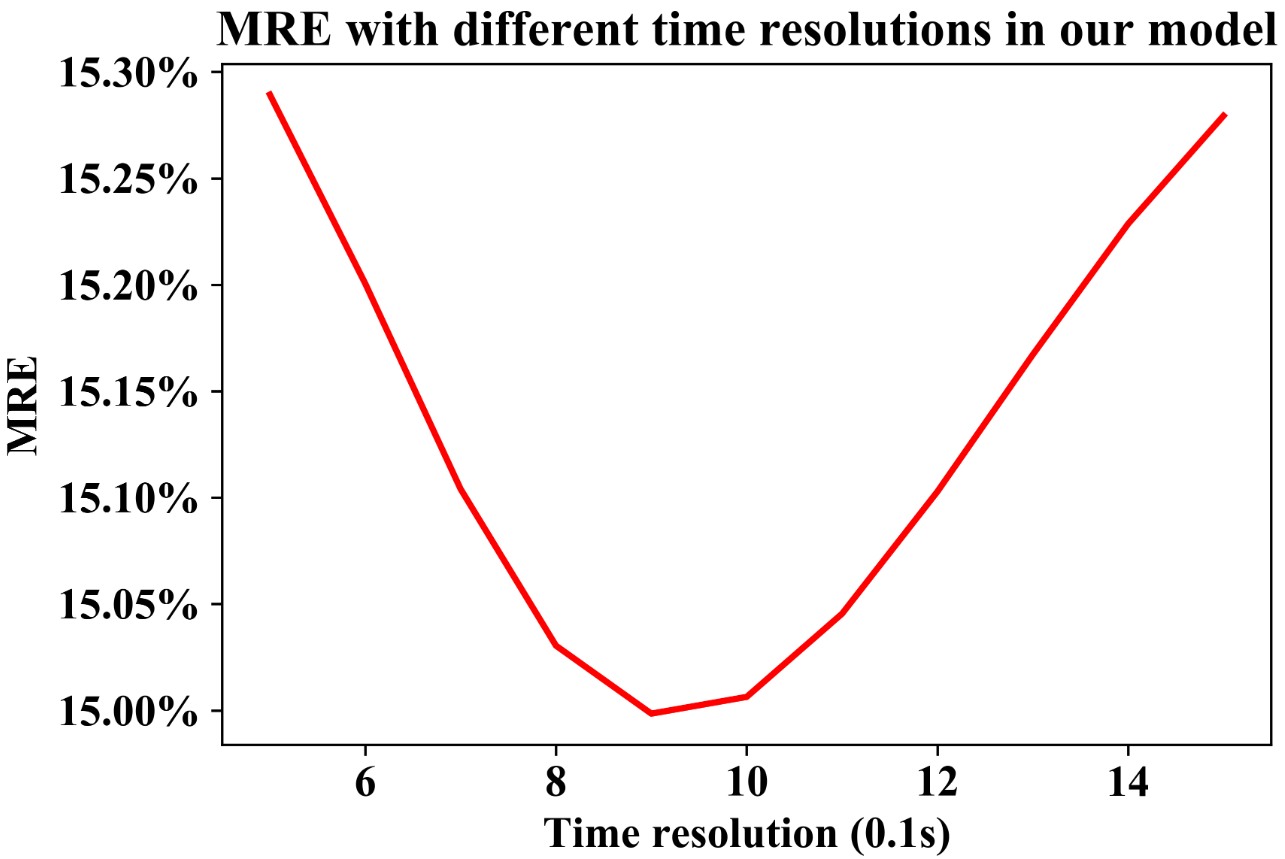 MRE with different time resolutions in our model
15.30%
15.25%
15.20%
15.15%
15.10%
15.05%
15.00%
MRE
6 8 10 12 14
Time resolution (0.1s)